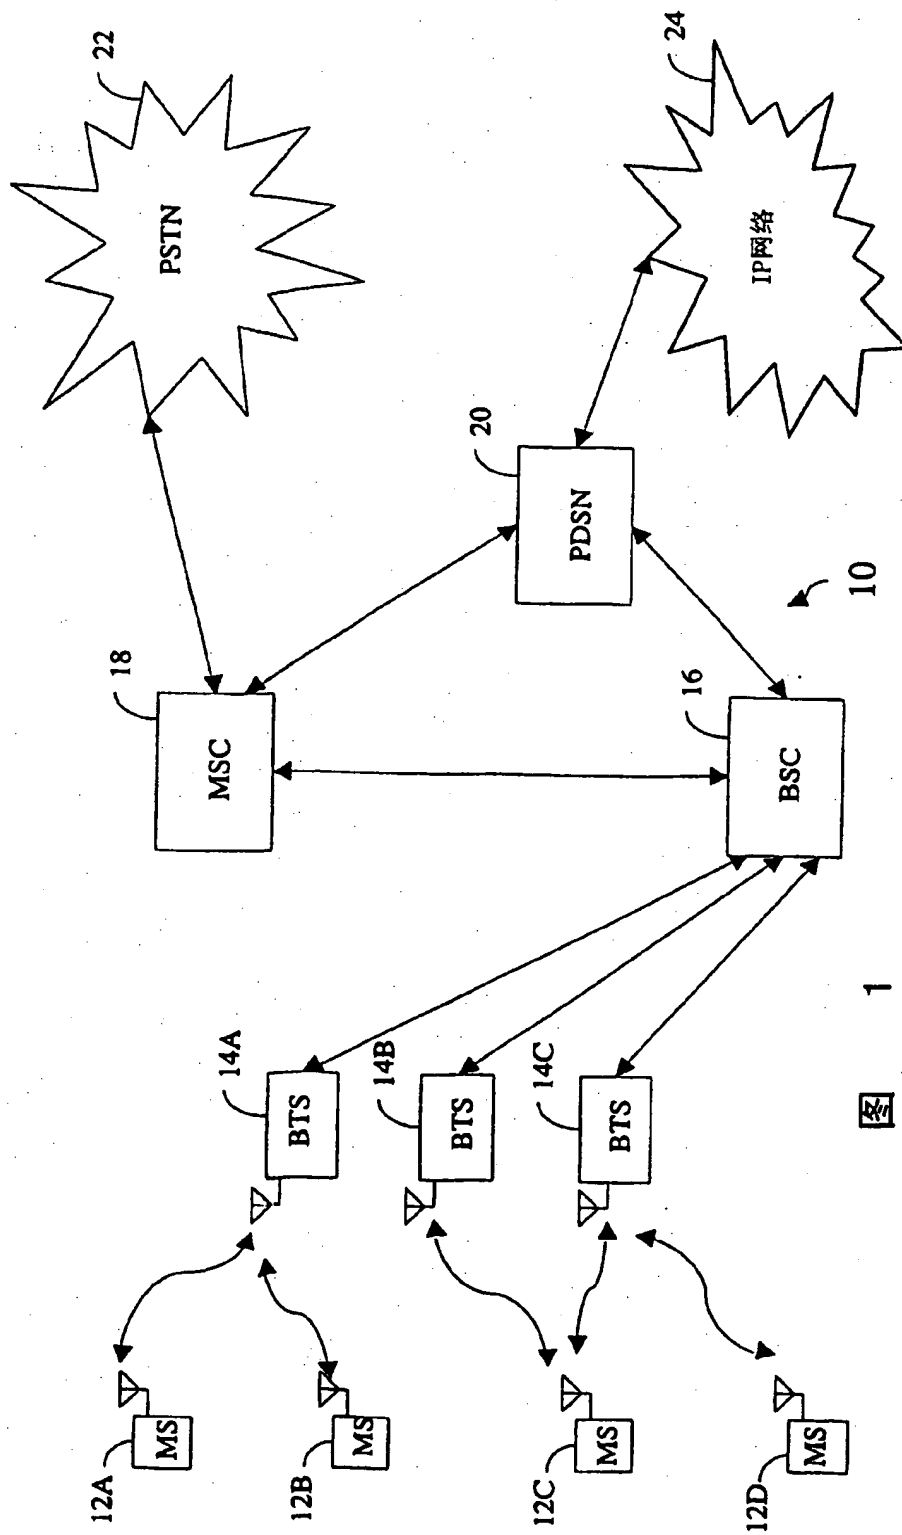 22
PSTN
24
IP网络
20
PDSN
18
MSC
16
BSC
10
14A
BTS
14B
BTS
14C
BTS
12A
MS
12B
MS
12C
MS
12D
MS
图 1